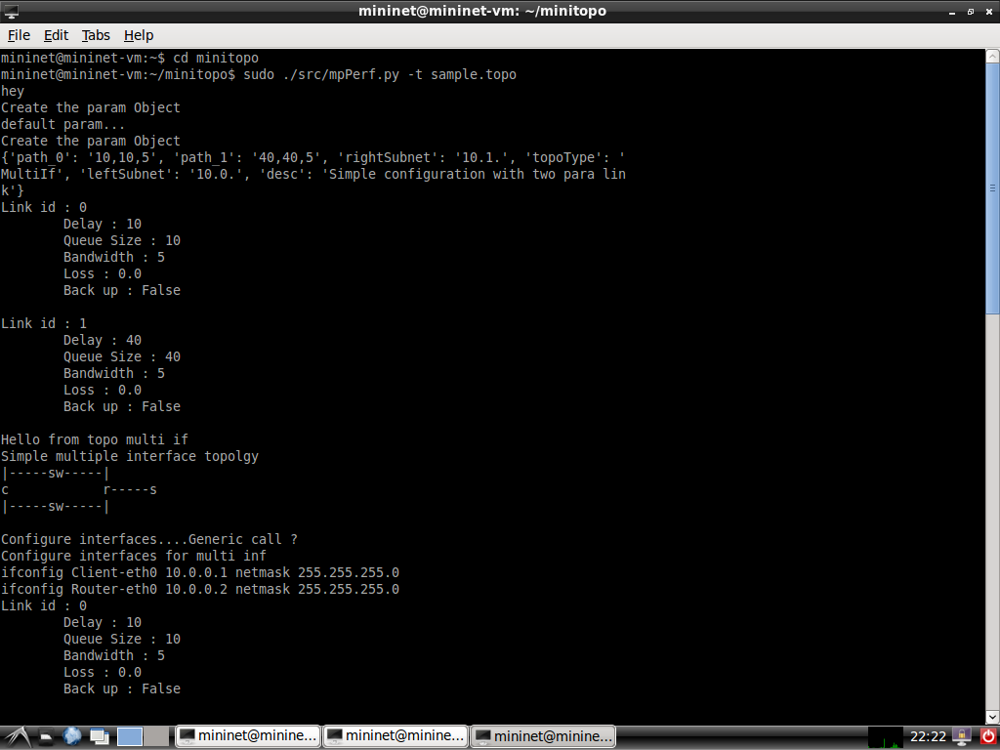 mininet@mininet-vm: ~/minitopo
File Edit Tabs Help
mininet@mininet-vm:~$ cd minitopo
mininet@mininet-vm:~/minitopo$ sudo ./src/mpPerf.py -t sample.topo
hey
Create the param Object
default param...
Create the param Object
{'path_0': '10,10,5', 'path_1': '40,40,5', 'rightSubnet': '10.1.', 'topoType': '
MultiIf', 'leftSubnet': '10.0.', 'desc': 'Simple configuration with two para lin
k'}
Link id : 0
        Delay : 10
        Queue Size : 10
        Bandwidth : 5
        Loss : 0.0
        Back up : False

Link id : 1
        Delay : 40
        Queue Size : 40
        Bandwidth : 5
        Loss : 0.0
        Back up : False

Hello from topo multi if
Simple multiple interface topolgy
|-----sw-----|
c            r-----s
|-----sw-----|

Configure interfaces....Generic call ?
Configure interfaces for multi inf
ifconfig Client-eth0 10.0.0.1 netmask 255.255.255.0
ifconfig Router-eth0 10.0.0.2 netmask 255.255.255.0
Link id : 0
        Delay : 10
        Queue Size : 10
        Bandwidth : 5
        Loss : 0.0
        Back up : False
mininet@minine... mininet@minine... mininet@minine... 22:22